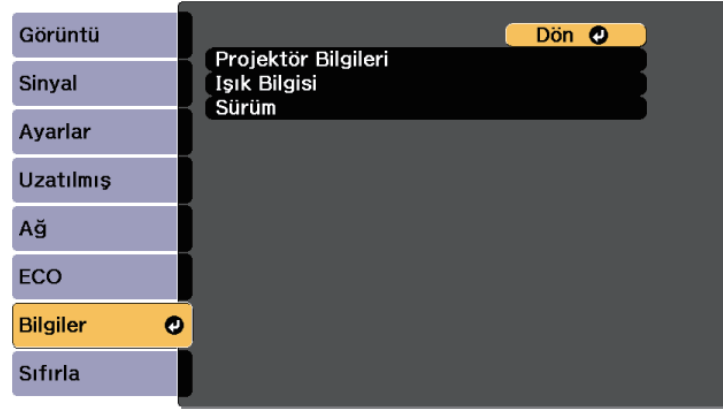 Görüntü
Sinyal
Ayarlar
Uzatılmış
Ağ
ECO
Bilgiler
Sıfırla
Dön
Projektör Bilgileri
Işık Bilgisi
Sürüm